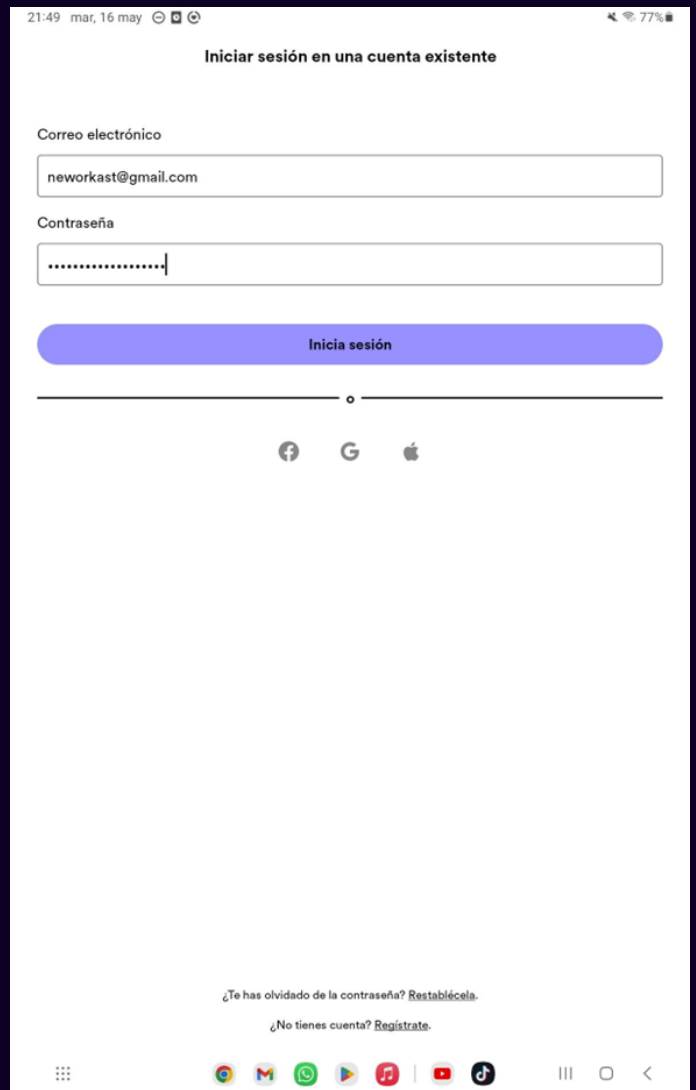 21:49 mar, 16 may 77%
Iniciar sesión en una cuenta existente
Correo electrónico
neworkast@gmail.com
Contraseña
•••••••••••••••••••
Inicia sesión
o
¿Te has olvidado de la contraseña? Restablécela.
¿No tienes cuenta? Regístrate.